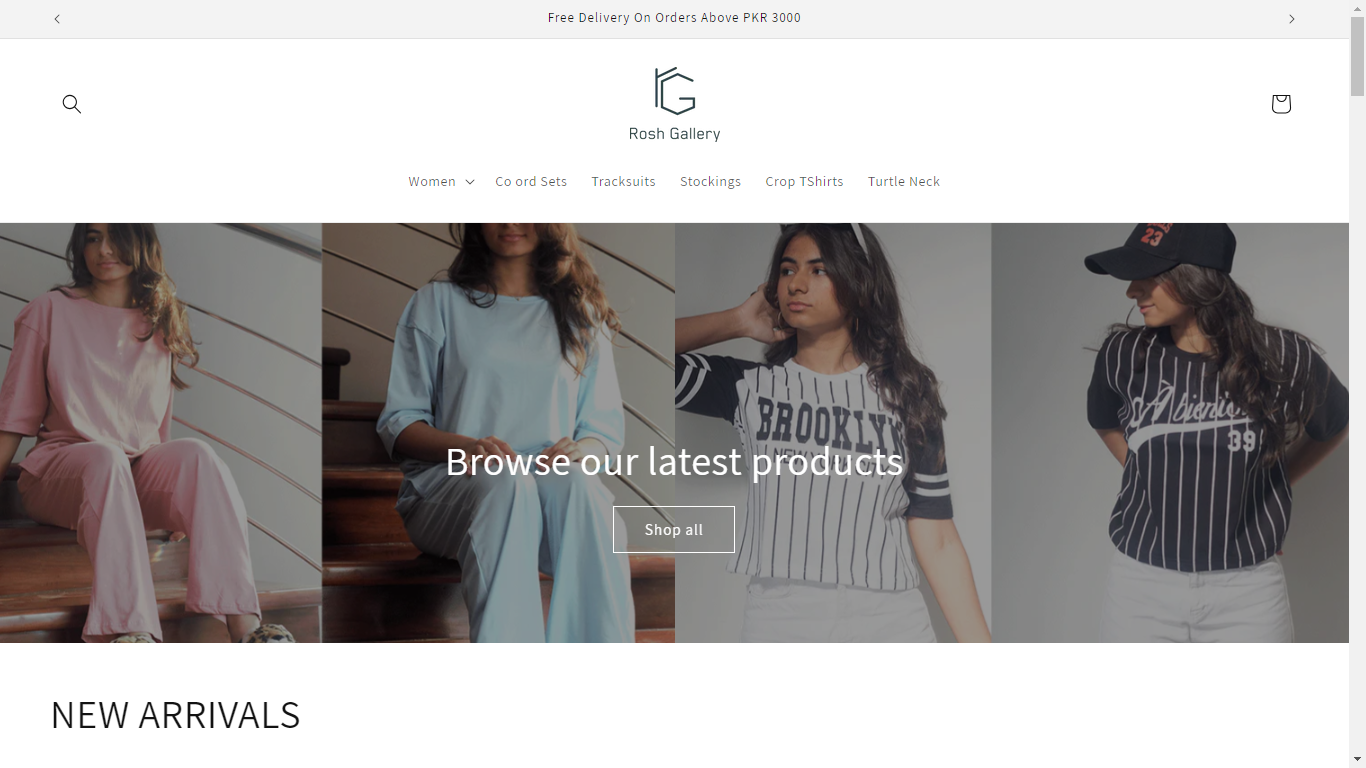 Free Delivery On Orders Above PKR 3000
Rosh Gallery
Women
Co ord Sets
Tracksuits
Stockings
Crop TShirts
Turtle Neck
23
BROOKLYN
39
Browse our latest products
Shop all
NEW ARRIVALS